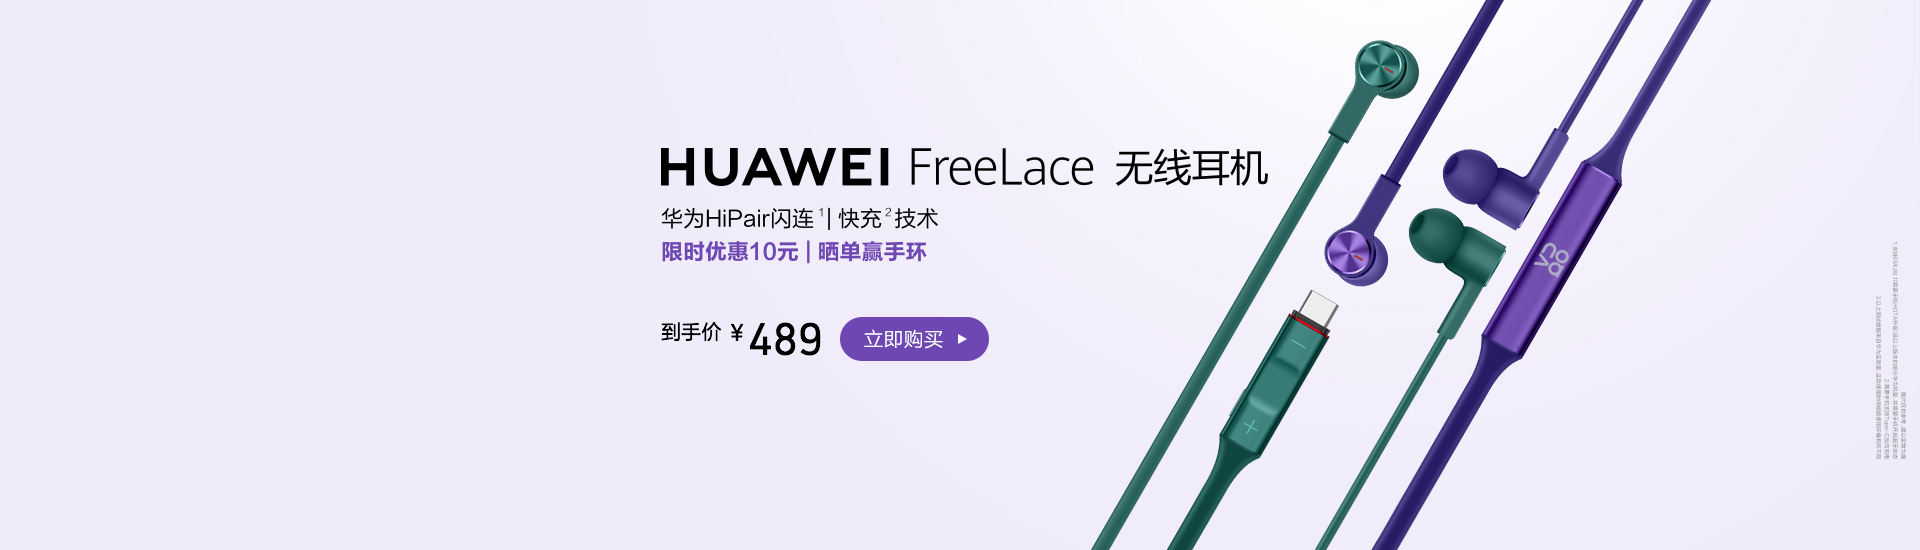 HUAWEI FreeLace 无线耳机
华为HiPair闪连 1 | 快充 2 技术
限时优惠10元 | 晒单赢手环
到手价 ¥ 489 立即购买